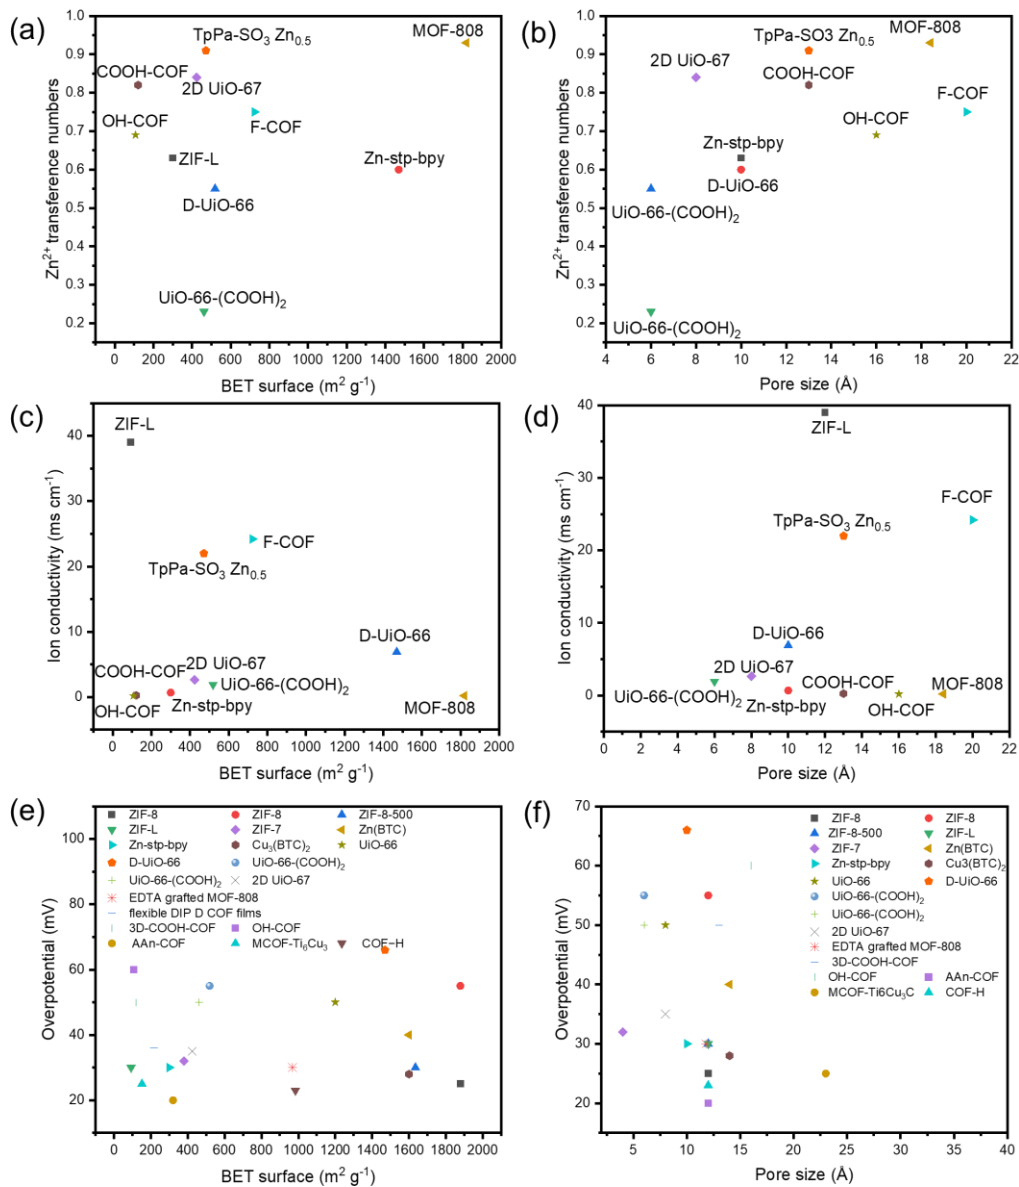 (a)
Zn2+ transference numbers
1.0
0.9
0.8
0.7
0.6
0.5
0.4
0.3
0.2
TpPa-SO3 Zn0.5
MOF-808
COOH-COF
2D UiO-67
OH-COF
F-COF
ZIF-L
Zn-stp-bpy
D-UiO-66
UiO-66-(COOH)2
0 200 400 600 800 1000 1200 1400 1600 1800 2000
BET surface (m2 g-1)
(b)
Zn2+ transference numbers
1.0
0.9
0.8
0.7
0.6
0.5
0.4
0.3
0.2
TpPa-SO3 Zn0.5
MOF-808
2D UiO-67
COOH-COF
F-COF
OH-COF
Zn-stp-bpy
D-UiO-66
UiO-66-(COOH)2
UiO-66-(COOH)2
4 6 8 10 12 14 16 18 20 22
Pore size (Å)
(c)
Ion conductivity (ms cm-1)
40
30
20
10
0
ZIF-L
F-COF
TpPa-SO3 Zn0.5
D-UiO-66
COOH-COF
2D UiO-67
UiO-66-(COOH)2
OH-COF
Zn-stp-bpy
MOF-808
0 200 400 600 800 1000 1200 1400 1600 1800 2000
BET surface (m2 g-1)
(d)
Ion conductivity (ms cm-1)
40
30
20
10
0
ZIF-L
F-COF
TpPa-SO3 Zn0.5
D-UiO-66
2D UiO-67
COOH-COF
MOF-808
UiO-66-(COOH)2
Zn-stp-bpy
OH-COF
0 2 4 6 8 10 12 14 16 18 20 22
Pore size (Å)
(e)
Overpotential (mV)
100
80
60
40
20
ZIF-8 ZIF-8 ZIF-8-500
ZIF-L ZIF-7 Zn(BTC)
Zn-stp-bpy Cu3(BTC)2 UiO-66
D-UiO-66 UiO-66-(COOH)2
UiO-66-(COOH)2 2D UiO-67
EDTA grafted MOF-808
flexible DIP D COF films
3D-COOH-COF OH-COF
AAn-COF MCOF-Ti6Cu3 COF-H
0 200 400 600 800 1000 1200 1400 1600 1800 2000
BET surface (m2 g-1)
(f)
Overpotential (mV)
70
60
50
40
30
20
ZIF-8 ZIF-8
ZIF-8-500 ZIF-L
ZIF-7 Zn(BTC)
Zn-stp-bpy Cu3(BTC)2
UiO-66 D-UiO-66
UiO-66-(COOH)2
UiO-66-(COOH)2
2D UiO-67
EDTA grafted MOF-808
3D-COOH-COF
OH-COF AAn-COF
MCOF-Ti6Cu3C COF-H
5 10 15 20 25 30 35 40
Pore size (Å)